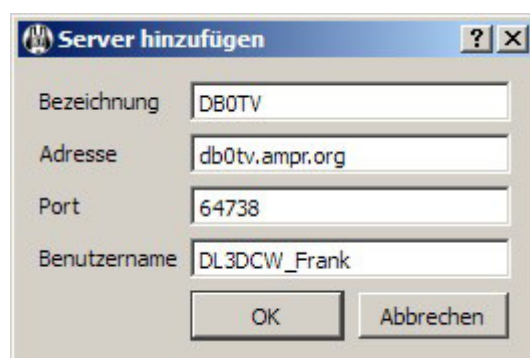 Server hinzufügen
Bezeichnung DB0TV
Adresse db0tv.ampr.org
Port 64738
Benutzername DL3DCW_Frank
OK Abbrechen